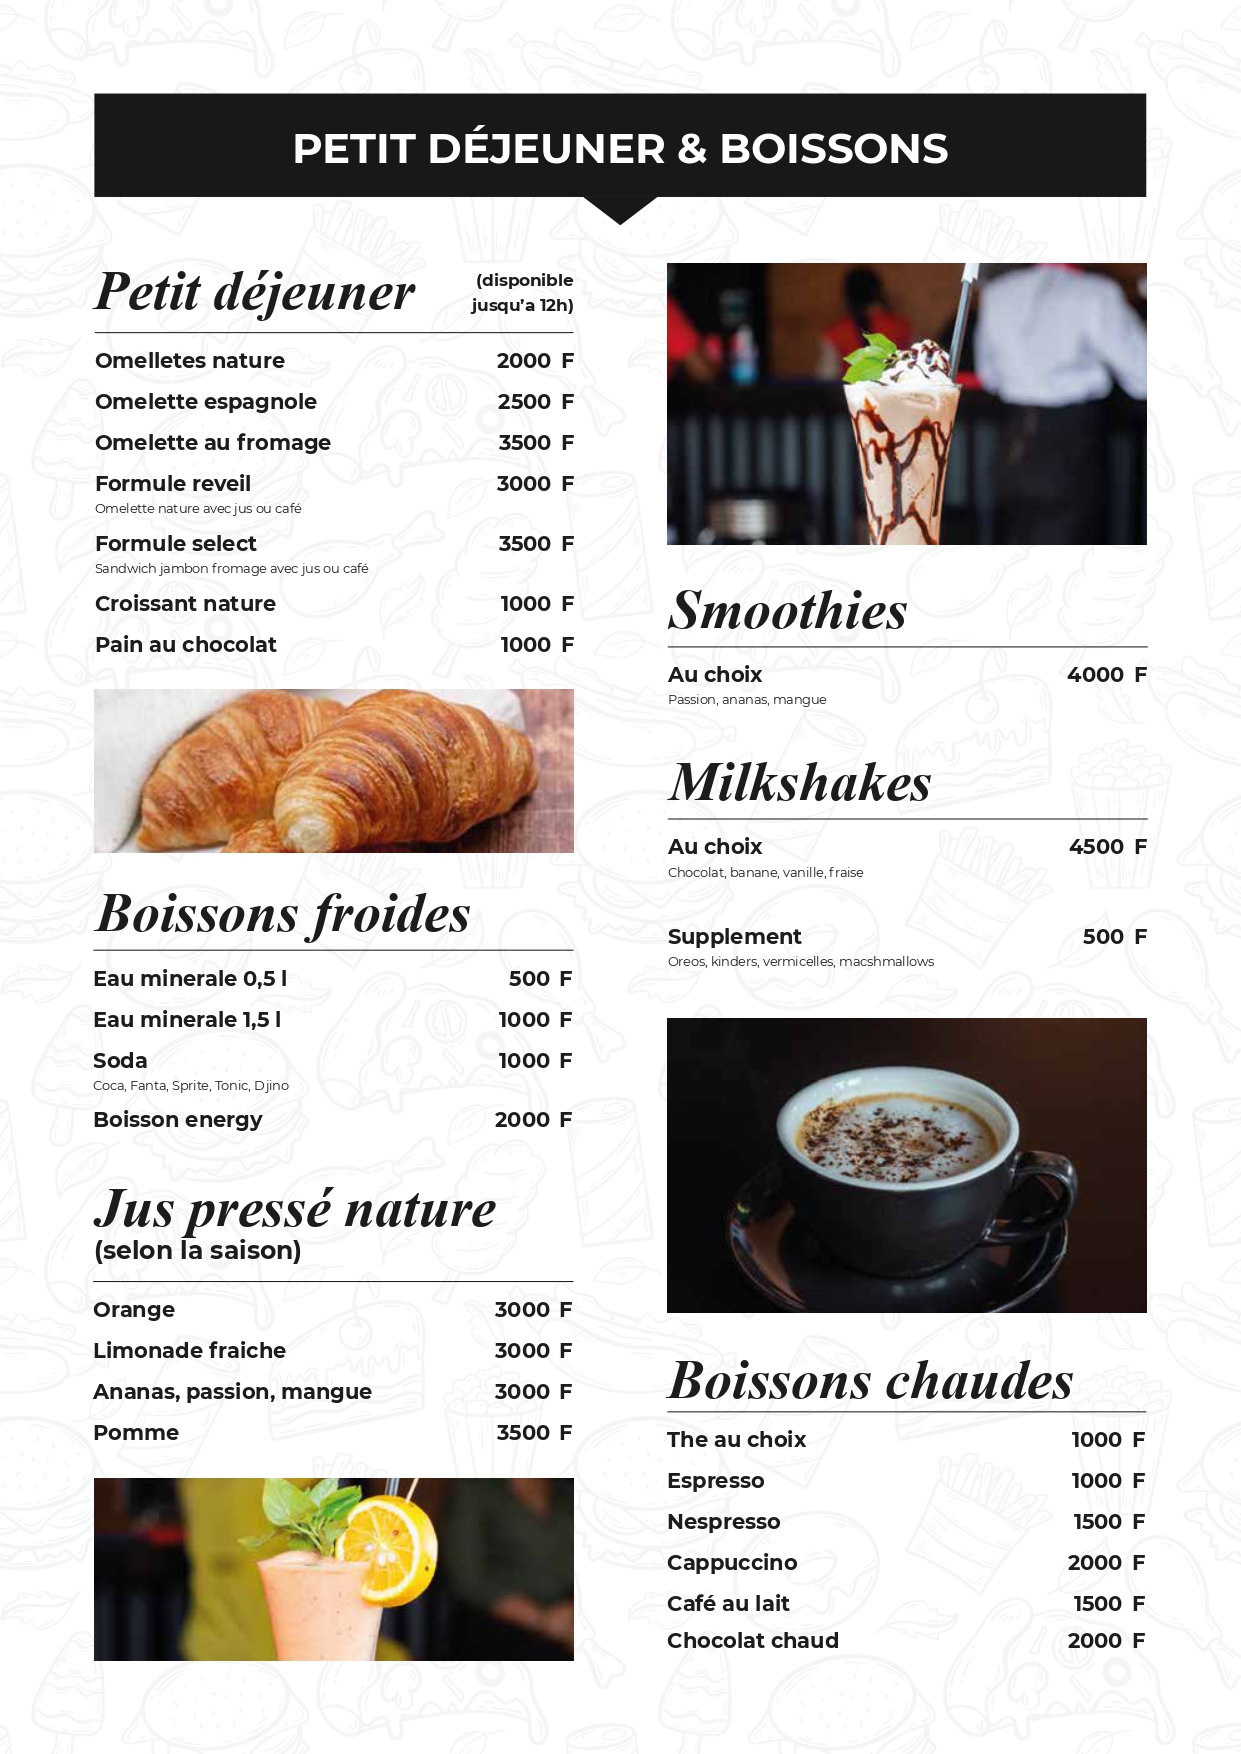 PETIT DÉJEUNER & BOISSONS
Petit déjeuner
(disponible
jusqu'a 12h)
Omelletes nature 2000 F
Omelette espagnole 2500 F
Omelette au fromage 3500 F
Formule reveil 3000 F
Omelette nature avec jus ou café
Formule select 3500 F
Sandwich jambon fromage avec jus ou café
Croissant nature 1000 F
Pain au chocolat 1000 F
Boissons froides
Eau minerale 0,5 l 500 F
Eau minerale 1,5 l 1000 F
Soda 1000 F
Coca, Fanta, Sprite, Tonic, Djino
Boisson energy 2000 F
Jus pressé nature
(selon la saison)
Orange 3000 F
Limonade fraiche 3000 F
Ananas, passion, mangue 3000 F
Pomme 3500 F
Smoothies
Au choix 4000 F
Passion, ananas, mangue
Milkshakes
Au choix 4500 F
Chocolat, banane, vanille, fraise
Supplement 500 F
Oreos, kinders, vermicelles, macshmallows
Boissons chaudes
The au choix 1000 F
Espresso 1000 F
Nespresso 1500 F
Cappuccino 2000 F
Café au lait 1500 F
Chocolat chaud 2000 F